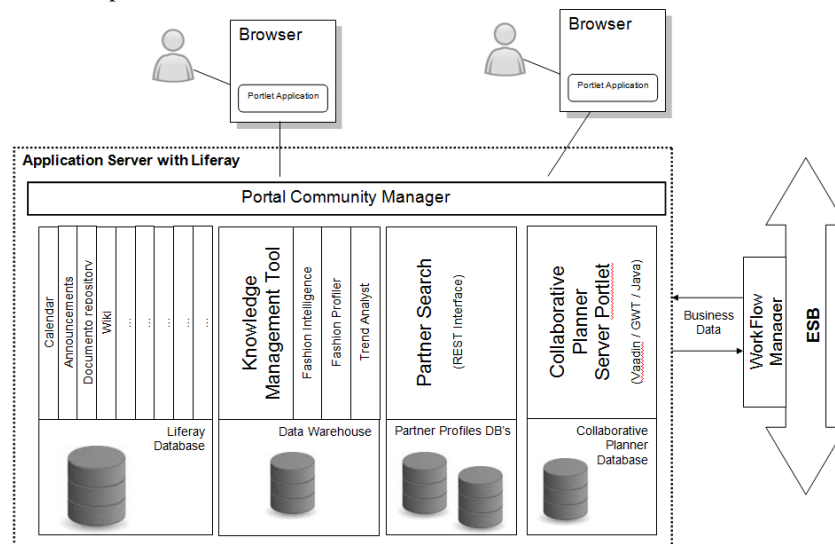 Browser
Portlet Application
Browser
Portlet Application
Application Server with Liferay
Portal Community Manager
Calendar
Announcements
Documento repository
Wiki
...
...
...
...
...
Knowledge
Management Tool
Fashion Intelligence
Fashion Profiler
Trend Analyst
Partner Search
(REST Interface)
Collaborative
Planner
Server Portlet
(Vaadin / GWT / Java)
Business
Data
WorkFlow
Manager
ESB
Liferay
Database
Data Warehouse
Partner Profiles DB's
Collaborative
Planner
Database